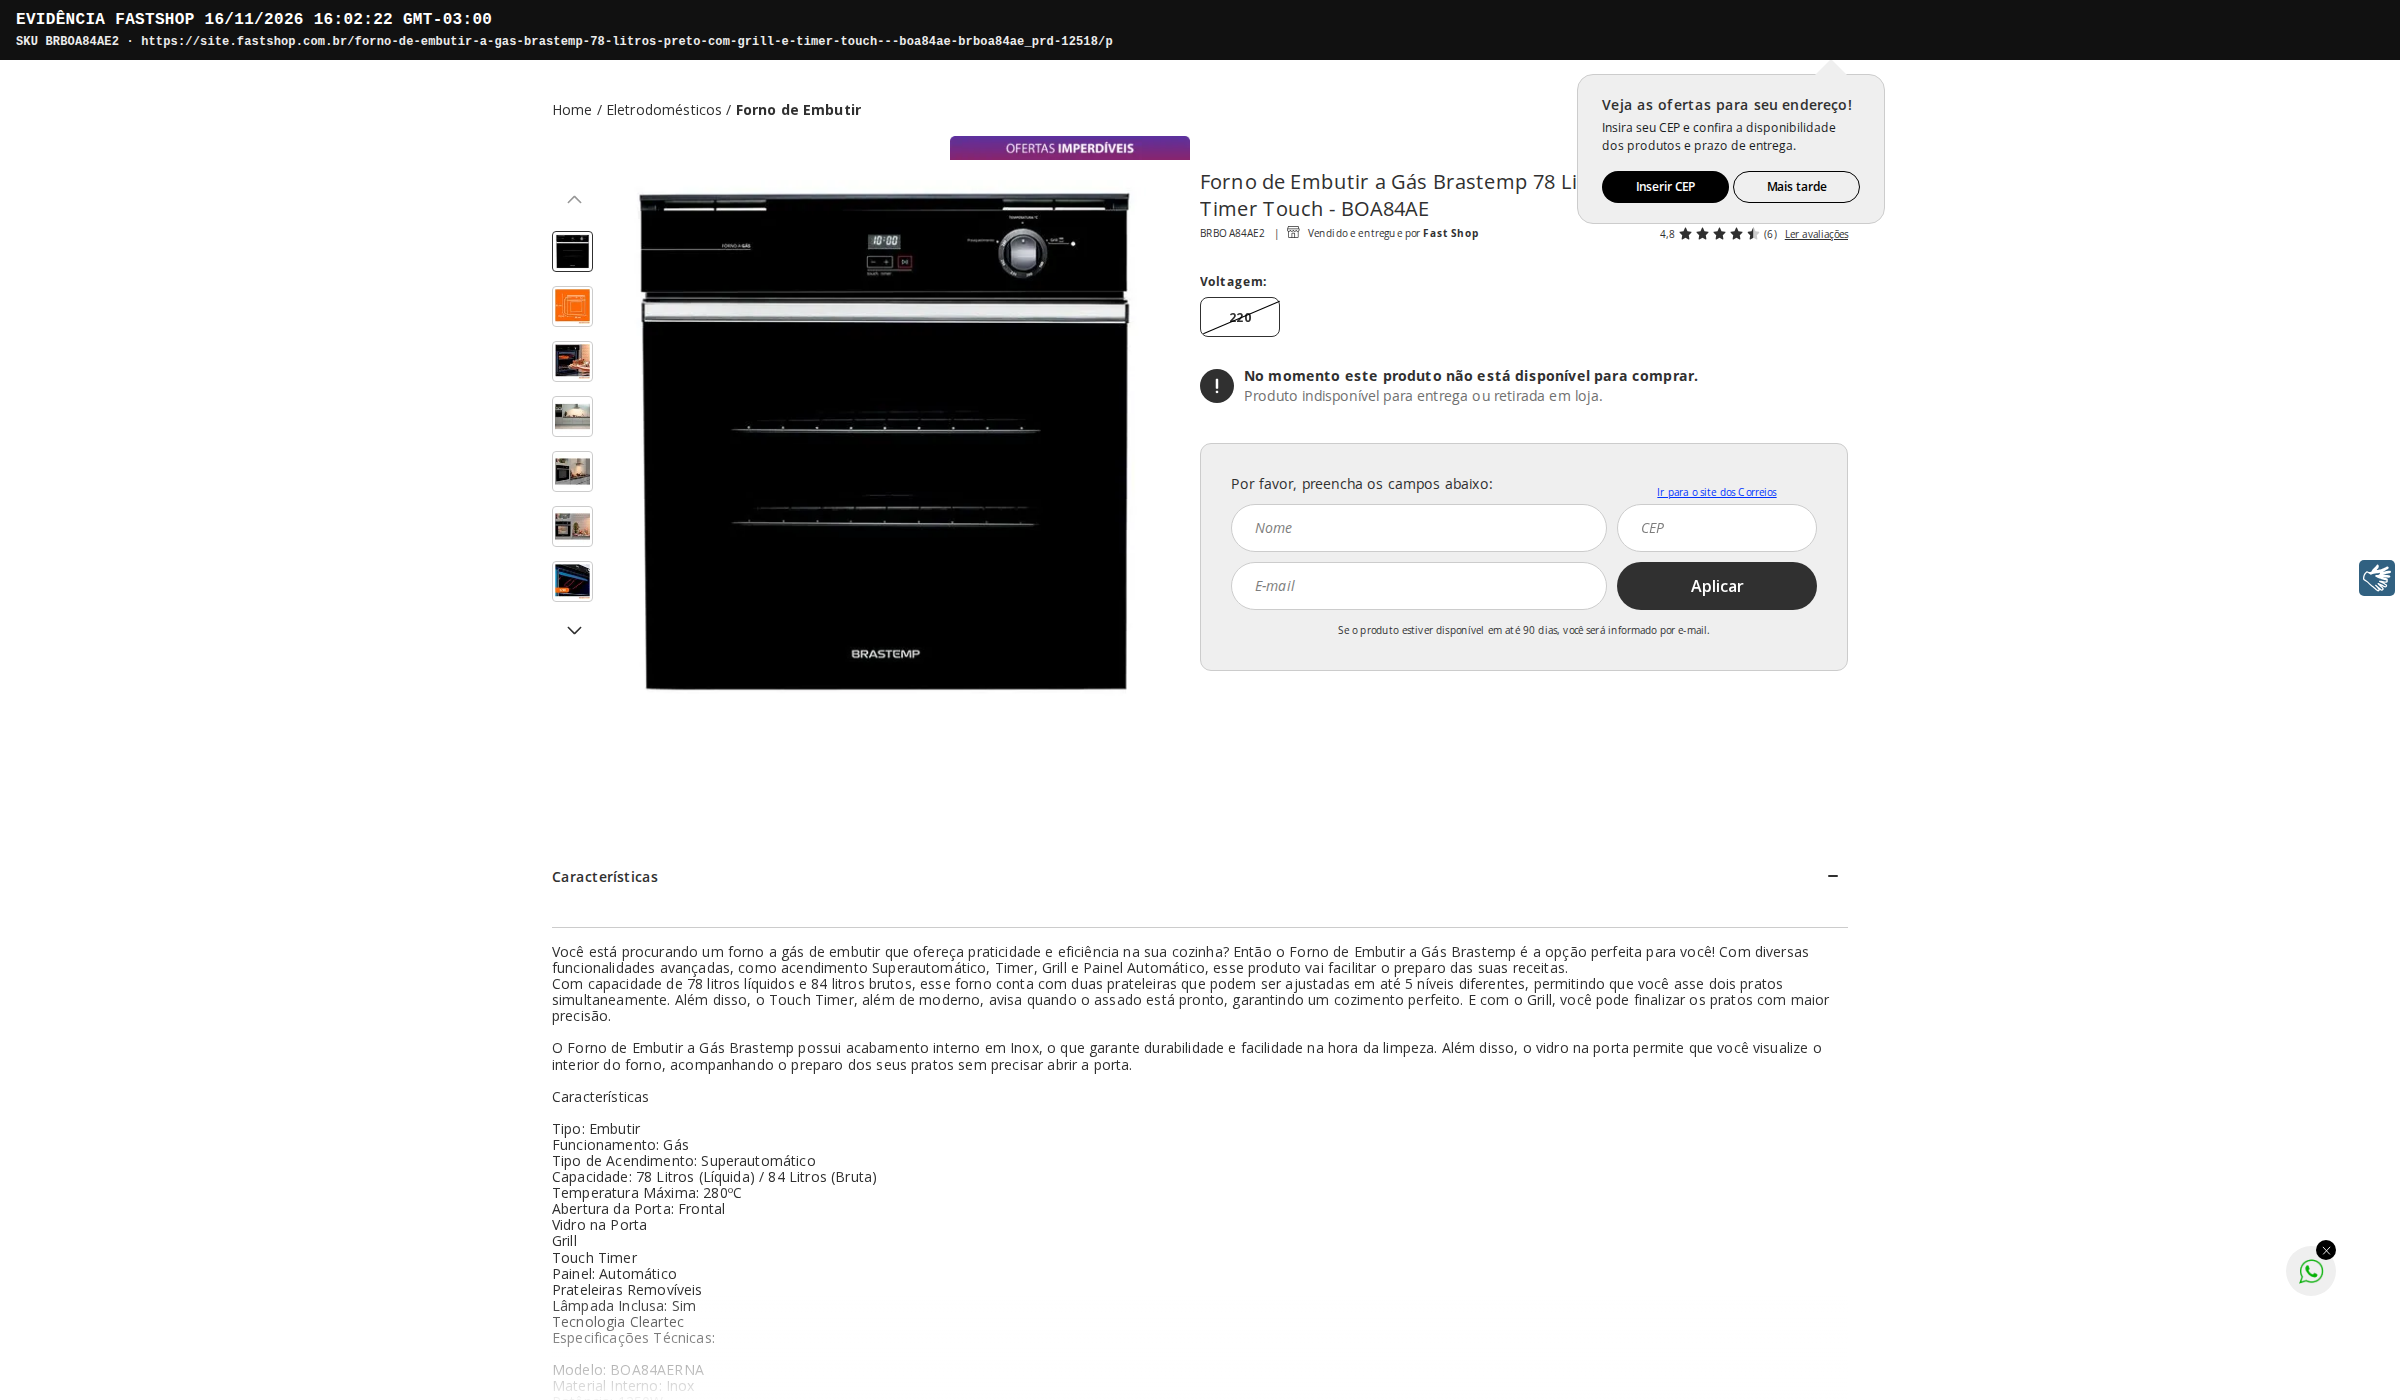 EVIDÊNCIA FASTSHOP 16/11/2026 16:02:22 GMT-03:00
SKU BRBOA84AE2 · https://site.fastshop.com.br/forno-de-embutir-a-gas-brastemp-78-litros-preto-com-grill-e-timer-touch---boa84ae-brboa84ae_prd-12518/p
Veja as ofertas para seu endereço!
Insira seu CEP e confira a disponibilidade
dos produtos e prazo de entrega.
Inserir CEP
Mais tarde
Home / Eletrodomésticos / Forno de Embutir
OFERTAS IMPERDÍVEIS
Forno de Embutir a Gás Brastemp 78 Li
Timer Touch - BOA84AE
BRBOA84AE2 | Vendido e entregue por Fast Shop
4,8 (6) Ler avaliações
FORNO A GÁS
10:00
BRASTEMP
Voltagem:
220
No momento este produto não está disponível para comprar.
Produto indisponível para entrega ou retirada em loja.
Por favor, preencha os campos abaixo:
Ir para o site dos Correios
Nome
CEP
E-mail
Aplicar
Se o produto estiver disponível em até 90 dias, você será informado por e-mail.
Características
Você está procurando um forno a gás de embutir que ofereça praticidade e eficiência na sua cozinha? Então o Forno de Embutir a Gás Brastemp é a opção perfeita para você! Com diversas
funcionalidades avançadas, como acendimento Superautomático, Timer, Grill e Painel Automático, esse produto vai facilitar o preparo das suas receitas.
Com capacidade de 78 litros líquidos e 84 litros brutos, esse forno conta com duas prateleiras que podem ser ajustadas em até 5 níveis diferentes, permitindo que você asse dois pratos
simultaneamente. Além disso, o Touch Timer, além de moderno, avisa quando o assado está pronto, garantindo um cozimento perfeito. E com o Grill, você pode finalizar os pratos com maior
precisão.
O Forno de Embutir a Gás Brastemp possui acabamento interno em Inox, o que garante durabilidade e facilidade na hora da limpeza. Além disso, o vidro na porta permite que você visualize o
interior do forno, acompanhando o preparo dos seus pratos sem precisar abrir a porta.
Características
Tipo: Embutir
Funcionamento: Gás
Tipo de Acendimento: Superautomático
Capacidade: 78 Litros (Líquida) / 84 Litros (Bruta)
Temperatura Máxima: 280ºC
Abertura da Porta: Frontal
Vidro na Porta
Grill
Touch Timer
Painel: Automático
Prateleiras Removíveis
Lâmpada Inclusa: Sim
Tecnologia Cleartec
Especificações Técnicas:
Modelo: BOA84AERNA
Material Interno: Inox